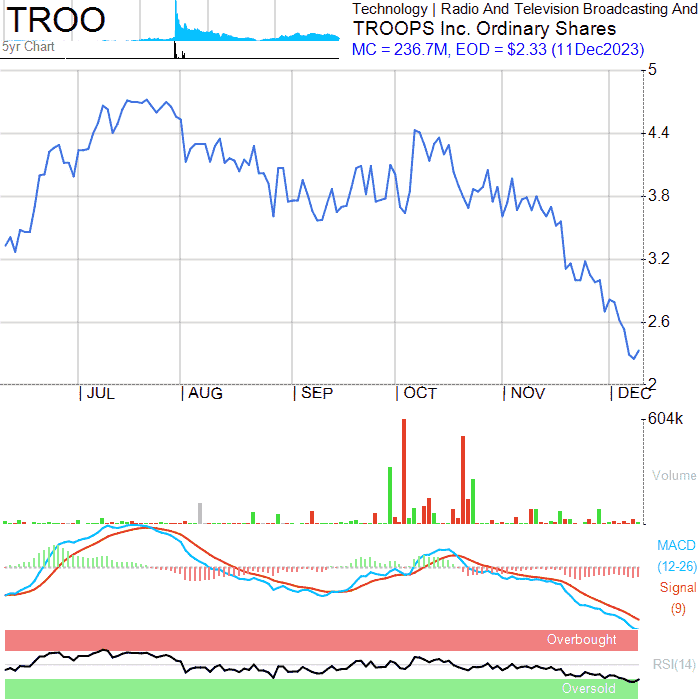 TROO
5yr Chart
Technology | Radio And Television Broadcasting And
TROOPS Inc. Ordinary Shares
MC = 236.7M, EOD = $2.33 (11Dec2023)
5
4.4
3.8
3.2
2.6
2
JUL
AUG
SEP
OCT
NOV
DEC
604k
Volume
MACD
(12-26)
Signal
(9)
Overbought
RSI(14)
Oversold